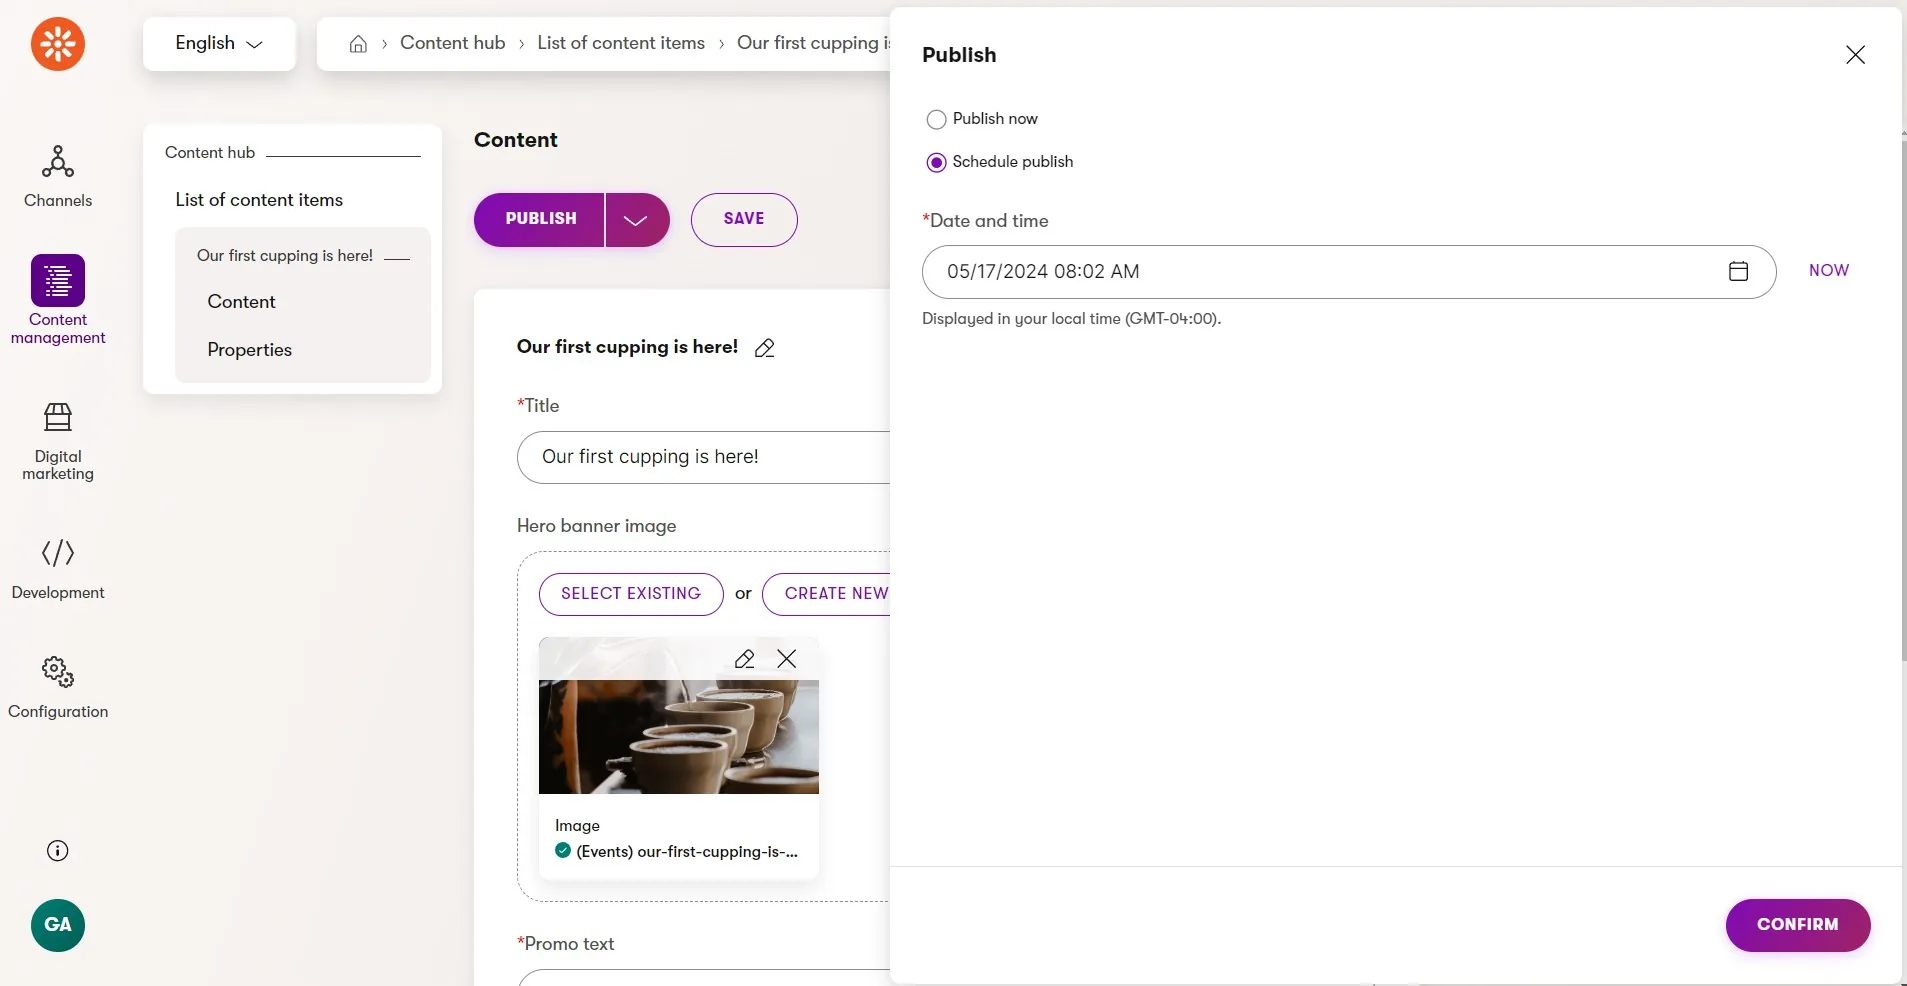 English
Content hub
List of content items
Our first cupping is
Channels
Content
management
Digital
marketing
Development
Configuration
GA
Content hub
List of content items
Our first cupping is here!
Content
Properties
Content
PUBLISH
SAVE
Our first cupping is here!
*Title
Our first cupping is here!
Hero banner image
SELECT EXISTING or CREATE NEW
Image
(Events) our-first-cupping-is-...
*Promo text
Publish
Publish now
Schedule publish
*Date and time
05/17/2024 08:02 AM
NOW
Displayed in your local time (GMT-04:00).
CONFIRM